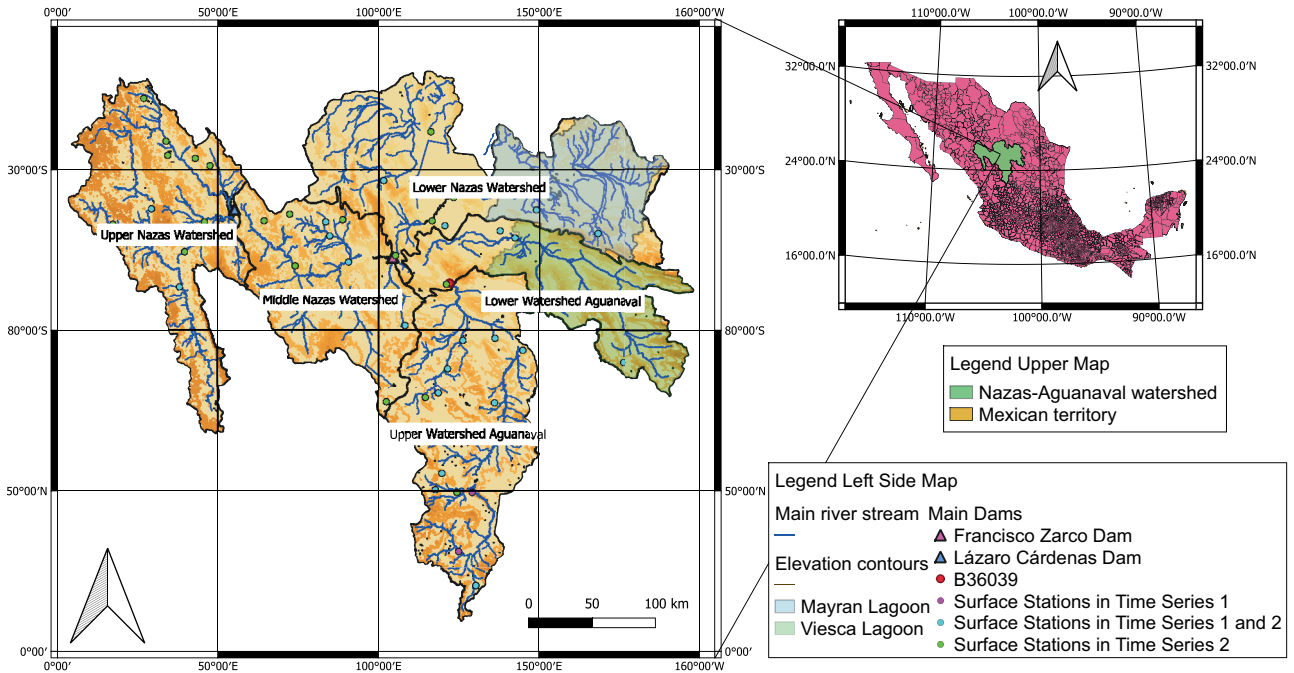 0°00′ 50°00′W 100°00′W 150°00′W 160°00′W
110°00.0′W 100°00.0′W 90°00.0′W
32°00.0′N 32°00.0′N
30°00′S 30°00′S
24°00.0′N 24°00.0′N
Lower Nazas Watershed
Upper Nazas Watershed
16°00.0′N 16°00.0′N
Middle Nazas Watershed
Lower Watershed Aguanaval
110°00.0′W 100°00.0′W 90°00.0′W
80°00′S 80°00′S
Legend Upper Map
Nazas-Aguanaval watershed
Mexican territory
Upper Watershed Aguanaval
50°00′N 50°00′N
Legend Left Side Map
Main river stream
Elevation contours
Mayran Lagoon
Viesca Lagoon
Main Dams
Francisco Zarco Dam
Lázaro Cárdenas Dam
B36039
Surface Stations in Time Series 1
Surface Stations in Time Series 1 and 2
Surface Stations in Time Series 2
0 50 100 km
0°00′ 0°00′
0°00′ 50°00′W 100°00′W 150°00′W 160°00′W